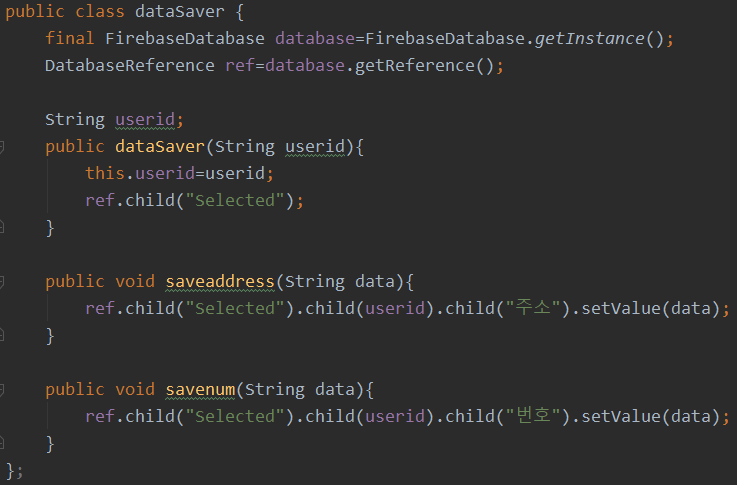 public class dataSaver {
    final FirebaseDatabase database=FirebaseDatabase.getInstance();
    DatabaseReference ref=database.getReference();

    String userid;
    public dataSaver(String userid){
        this.userid=userid;
        ref.child("Selected");
    }

    public void saveaddress(String data){
        ref.child("Selected").child(userid).child("주소").setValue(data);
    }

    public void savenum(String data){
        ref.child("Selected").child(userid).child("번호").setValue(data);
    }
};